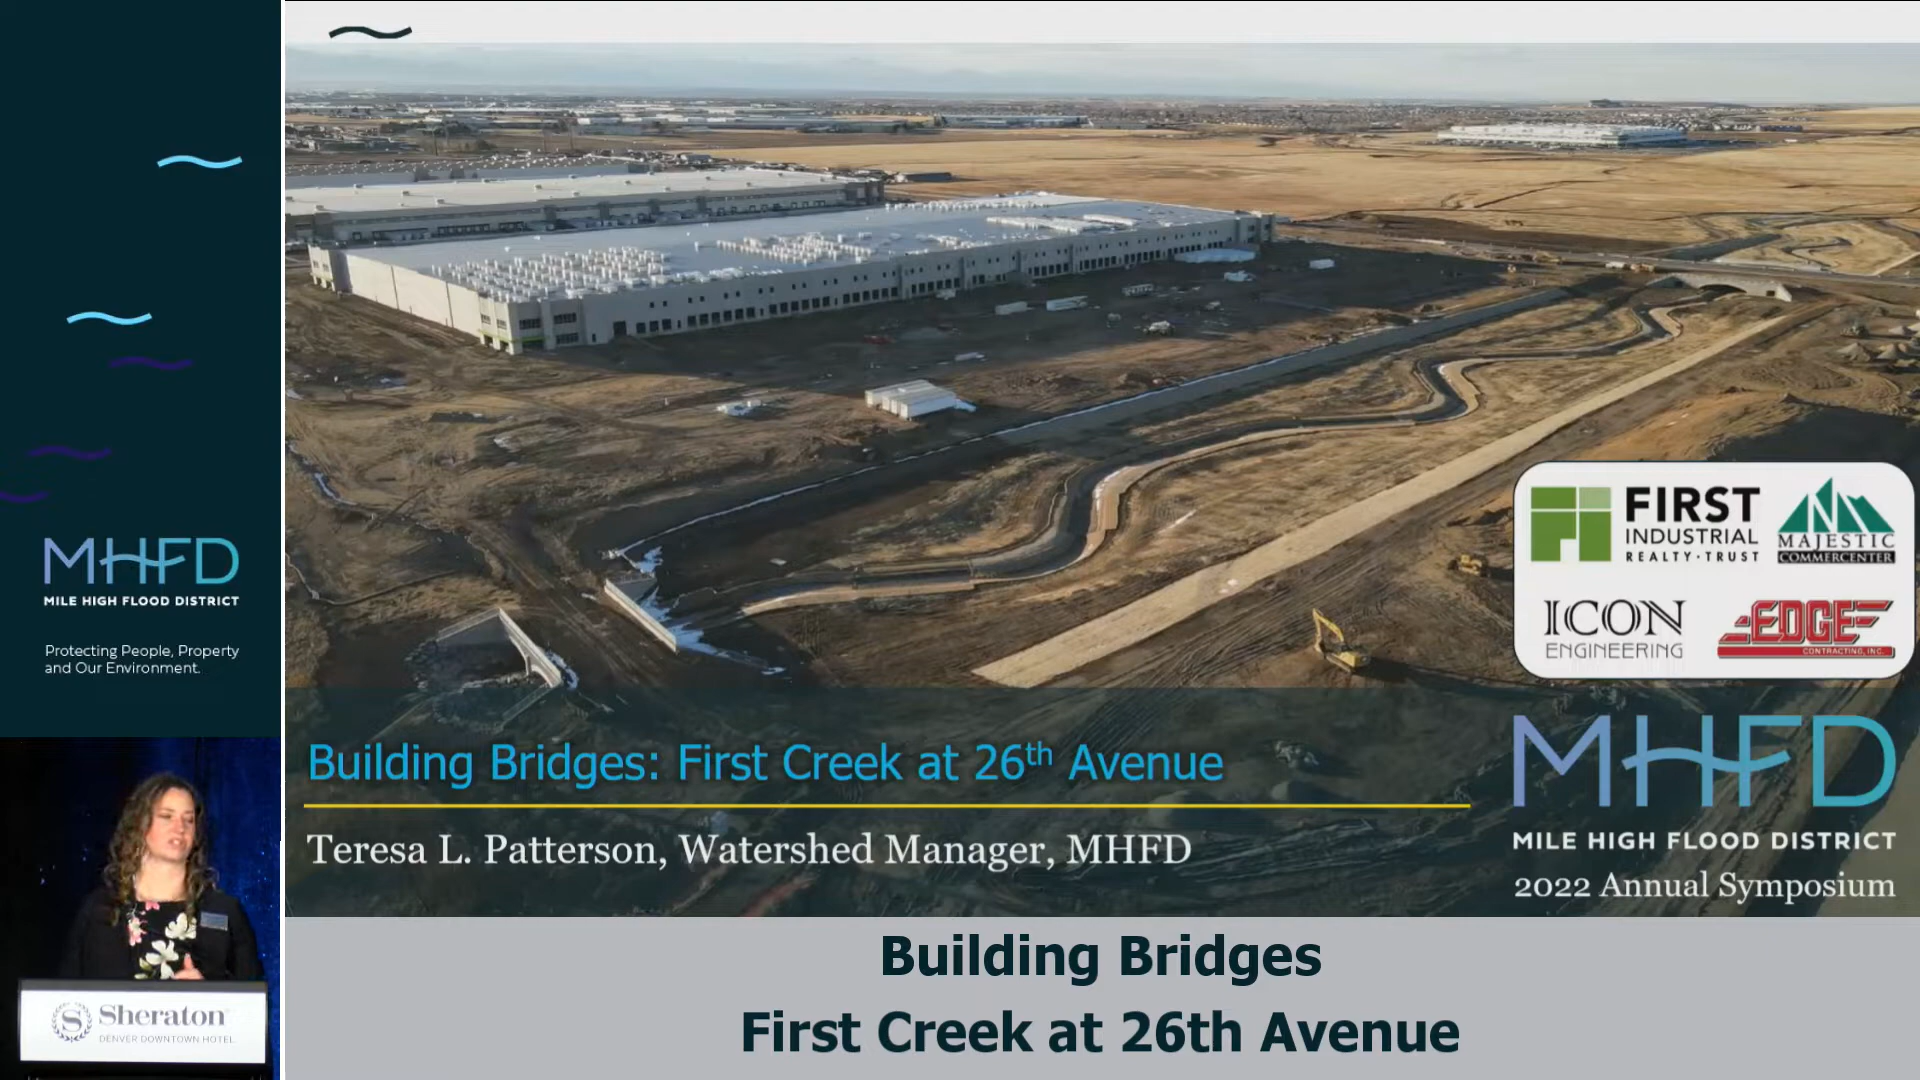 MHFD
MILE HIGH FLOOD DISTRICT
Protecting People, Property
and Our Environment.
Sheraton
DENVER DOWNTOWN HOTEL
FIRST
INDUSTRIAL
REALTY·TRUST
MAJESTIC
COMMERCENTER
ICON
ENGINEERING
EDGE
CONTRACTING, INC.
Building Bridges: First Creek at 26th Avenue
Teresa L. Patterson, Watershed Manager, MHFD
MHFD
MILE HIGH FLOOD DISTRICT
2022 Annual Symposium
Building Bridges
First Creek at 26th Avenue